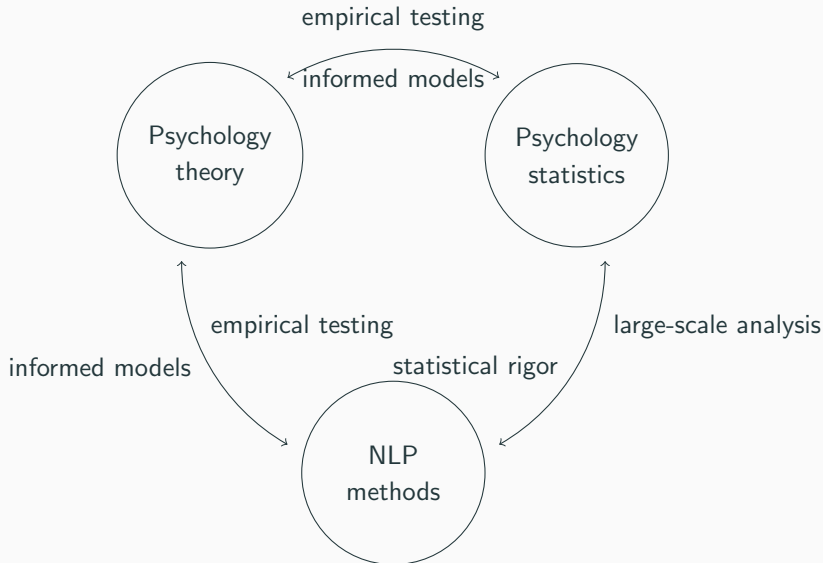 empirical testing
informed models
Psychology
theory
Psychology
statistics
empirical testing
large-scale analysis
informed models
statistical rigor
NLP
methods